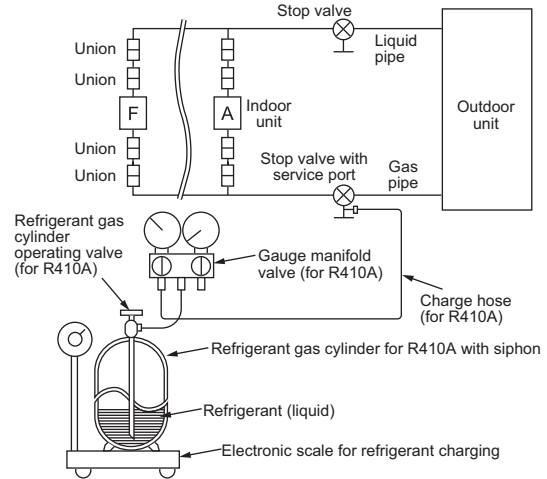 Stop valve
Union
Liquid
pipe
Union
F
A
Indoor
unit
Outdoor
unit
Union
Stop valve with
service port
Gas
pipe
Union
Refrigerant gas
cylinder
operating valve
(for R410A)
Gauge manifold
valve (for R410A)
Charge hose
(for R410A)
Refrigerant gas cylinder for R410A with siphon
Refrigerant (liquid)
Electronic scale for refrigerant charging